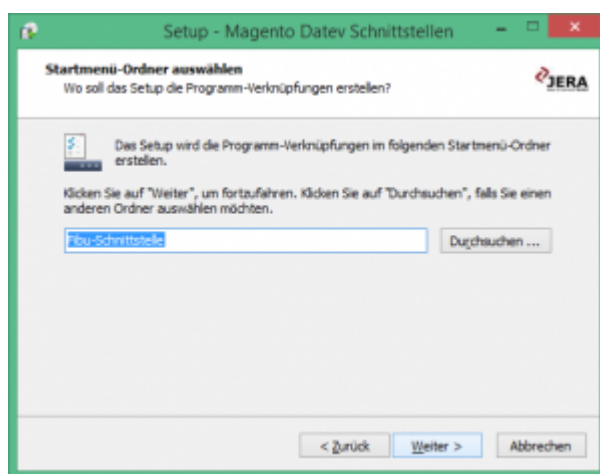 Setup - Magento Datev Schnittstellen
Startmenü-Ordner auswählen
Wo soll das Setup die Programm-Verknüpfungen erstellen?
JERA
Das Setup wird die Programm-Verknüpfungen im folgenden Startmenü-Ordner
erstellen.
Klicken Sie auf "Weiter", um fortzufahren. Klicken Sie auf "Durchsuchen", falls Sie einen
anderen Ordner auswählen möchten.
Fibu-Schnittstelle
Durchsuchen ...
< Zurück
Weiter >
Abbrechen